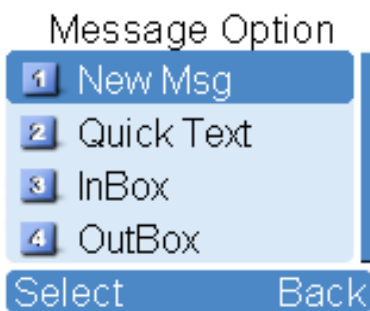 Message Option
1 New Msg
2 Quick Text
3 InBox
4 OutBox
Select Back